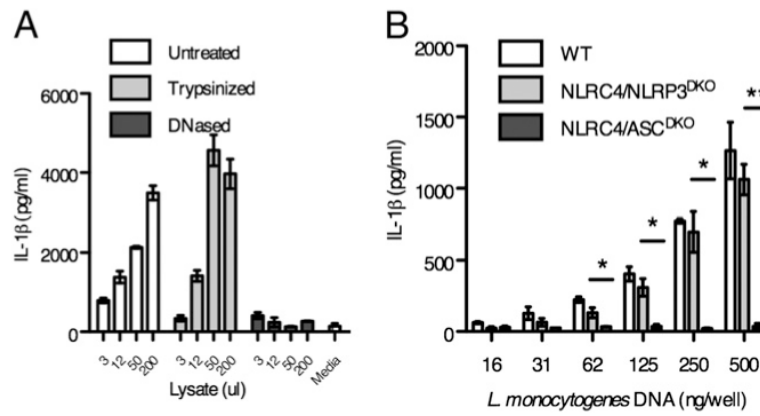 A
Untreated
Trypsinized
DNased
6000
4000
2000
0
IL-1β (pg/ml)
3 12 50 200 3 12 50 200 3 12 50 200 Media
Lysate (ul)
B
WT
NLRC4/NLRP3DKO
NLRC4/ASCDKO
2000
1500
1000
500
0
IL-1β (pg/ml)
* * * **
16 31 62 125 250 500
L. monocytogenes DNA (ng/well)